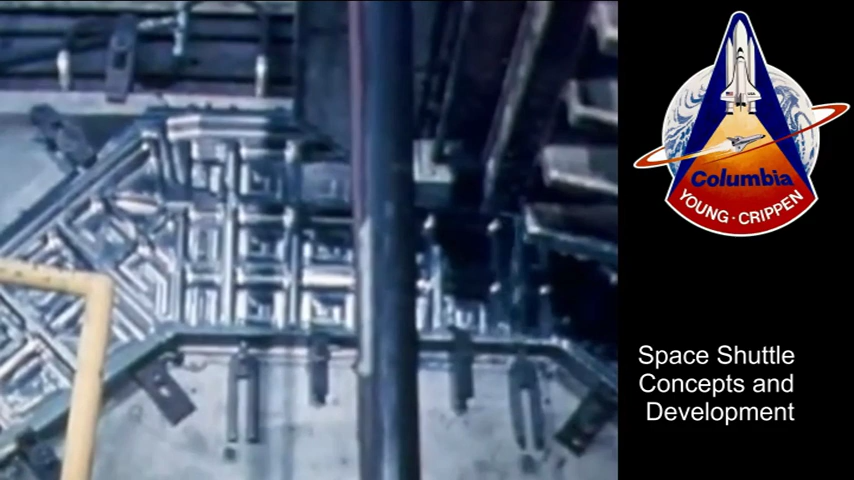 Columbia
YOUNG · CRIPPEN
Space Shuttle
Concepts and
Development